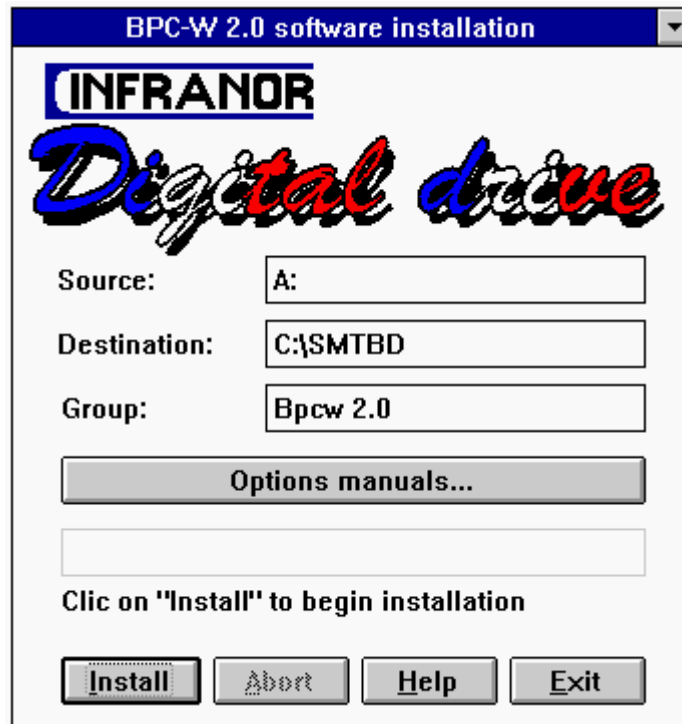 BPC-W 2.0 software installation
INFRANOR
Digital drive
Source: A:
Destination: C:\SMTBD
Group: Bpcw 2.0
Options manuals...
Clic on "Install" to begin installation
Install Abort Help Exit